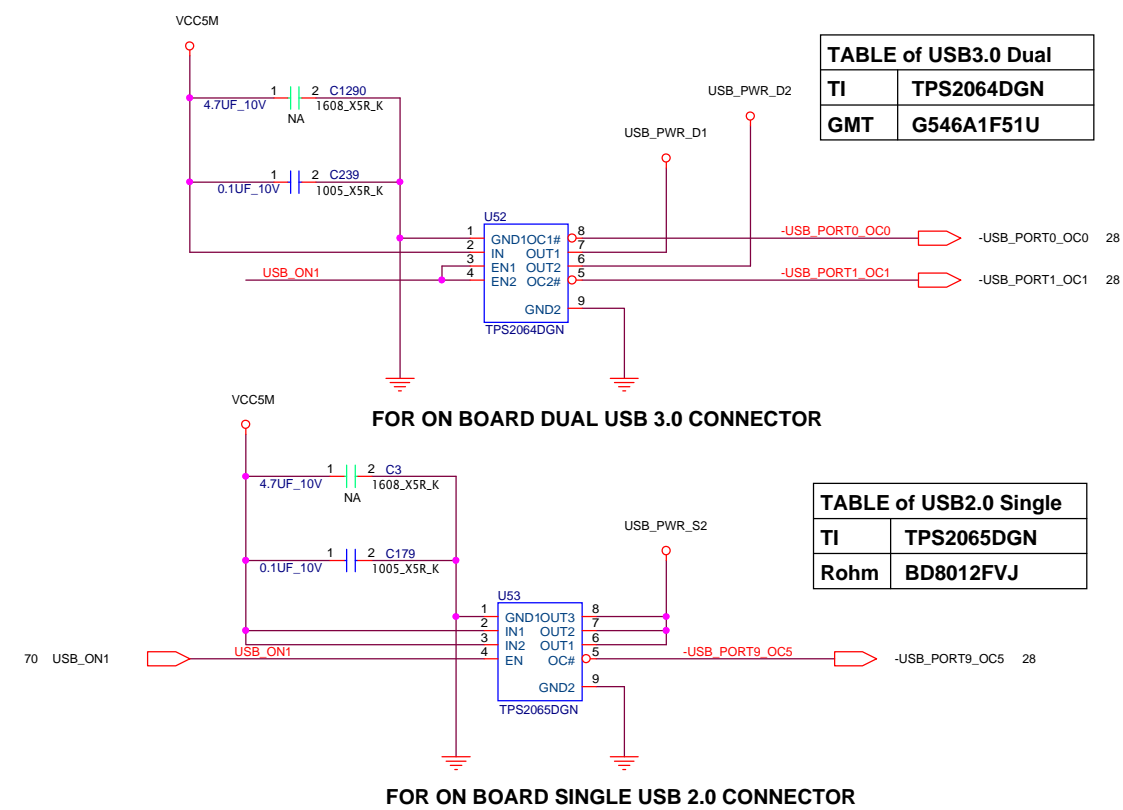 VCC5M
TABLE of USB3.0 Dual
TI TPS2064DGN
GMT G546A1F51U
USB_PWR_D2
USB_PWR_D1
1 2 C1290
4.7UF_10V 1608_X5R_K
NA
1 2 C239
0.1UF_10V 1005_X5R_K
U52
1 GND1 OC1# 8 -USB_PORT0_OC0 -USB_PORT0_OC0 28
2 IN OUT1 7
3 EN1 OUT2 6
USB_ON1 4 EN2 OC2# 5 -USB_PORT1_OC1 -USB_PORT1_OC1 28
GND2 9
TPS2064DGN
FOR ON BOARD DUAL USB 3.0 CONNECTOR
VCC5M
1 2 C3
4.7UF_10V 1608_X5R_K
NA
TABLE of USB2.0 Single
TI TPS2065DGN
Rohm BD8012FVJ
USB_PWR_S2
1 2 C179
0.1UF_10V 1005_X5R_K
U53
1 GND1 OUT3 8
2 IN1 OUT2 7
3 IN2 OUT1 6
70 USB_ON1 USB_ON1 4 EN OC# 5 -USB_PORT9_OC5 -USB_PORT9_OC5 28
GND2 9
TPS2065DGN
FOR ON BOARD SINGLE USB 2.0 CONNECTOR